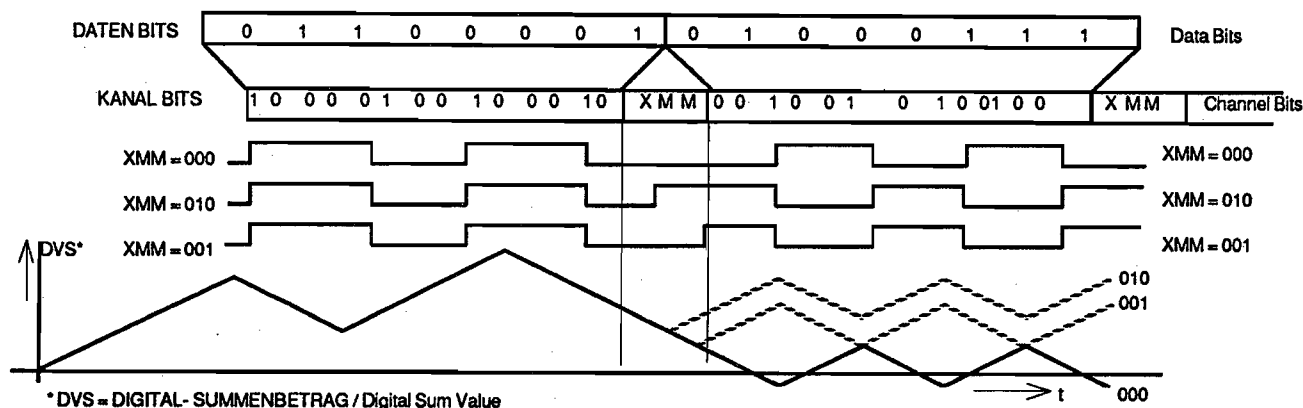 DATEN BITS 0 1 1 0 0 0 0 1 0 1 0 0 0 1 1 1 Data Bits
KANAL BITS 1 0 0 0 0 1 0 0 1 0 0 0 1 0 X M M 0 0 1 0 0 1 0 1 0 0 1 0 0 X M M Channel Bits
XMM = 000 XMM = 000
XMM = 010 XMM = 010
XMM = 001 XMM = 001
DVS*
010
001
t 000
* DVS = DIGITAL- SUMMENBETRAG / Digital Sum Value